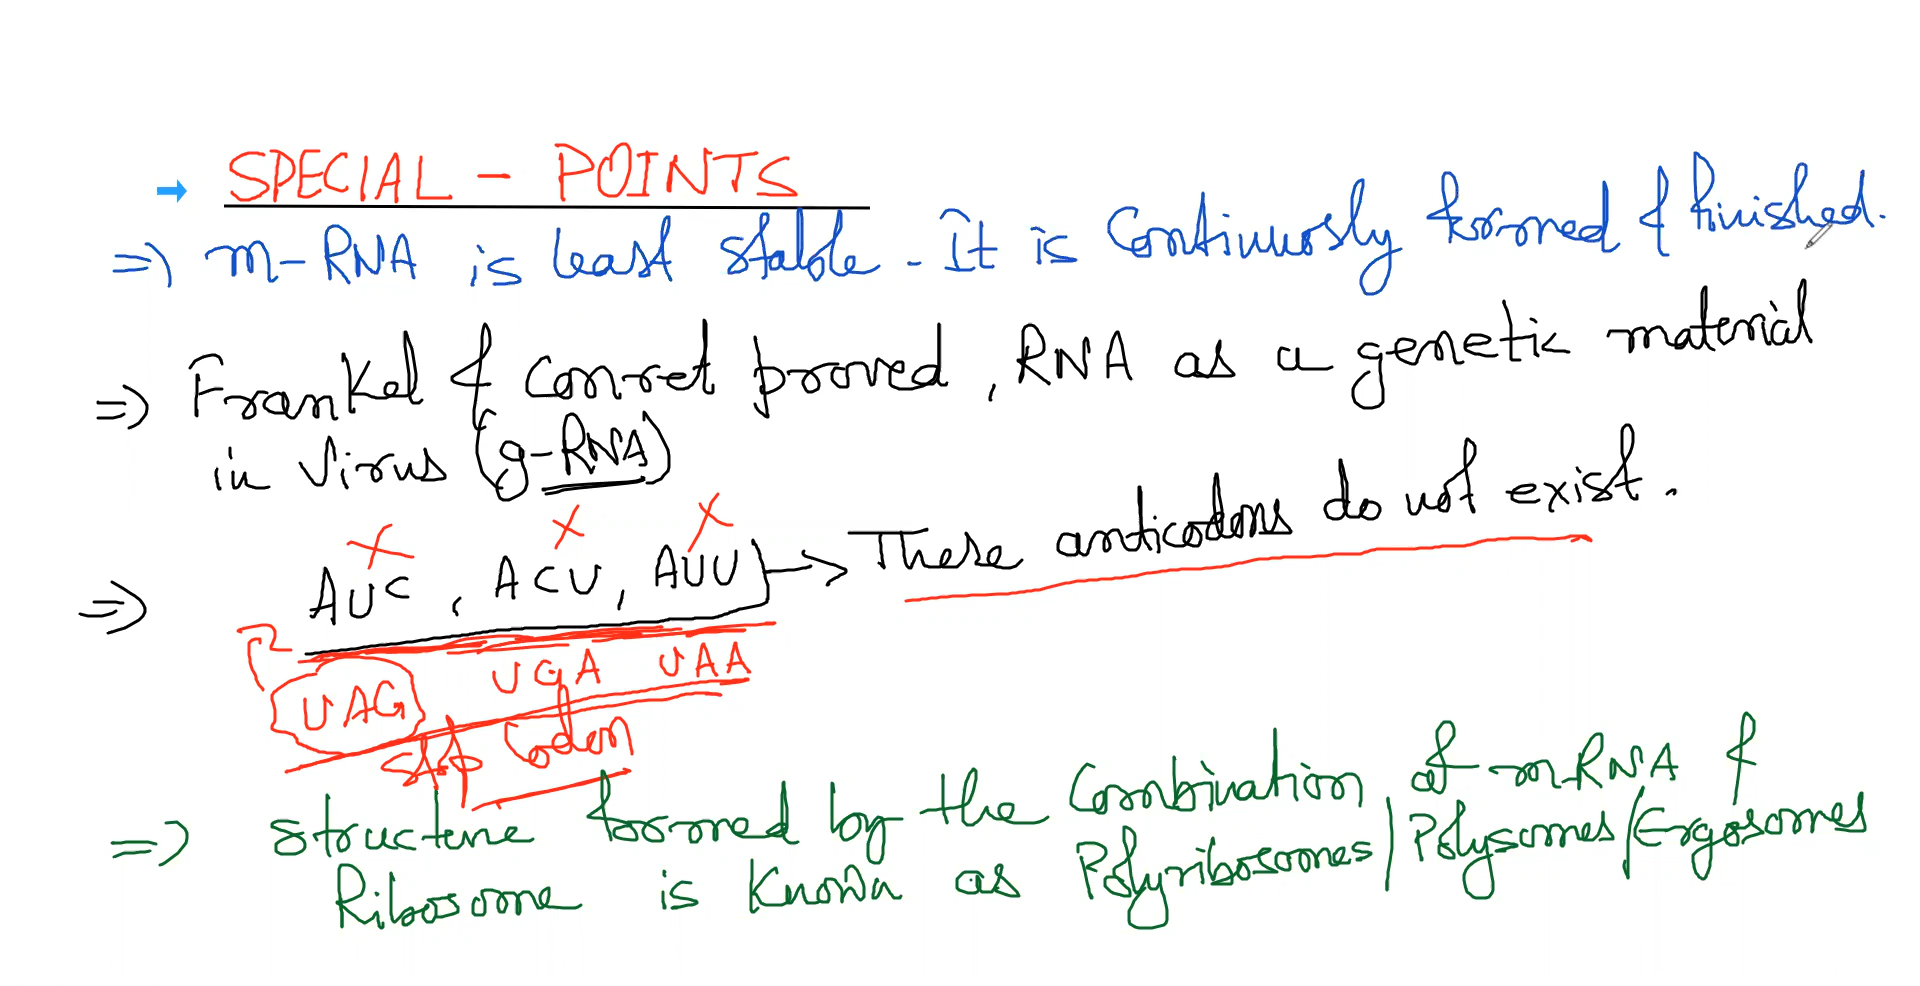 → SPECIAL - POINTS
=> m-RNA is least stable. It is Continuosly formed & finished.
=> Frankel & Conret proved, RNA as a genetic material
in Virus (g-RNA)
=> AUC, ACU, AUU} -> These anticodons do not exist.
UAG UGA UAA
stop Codon
=> structure formed by the Combination of m-RNA &
Ribosome is Known as Polyribosomes/Polysomes/Ergosomes